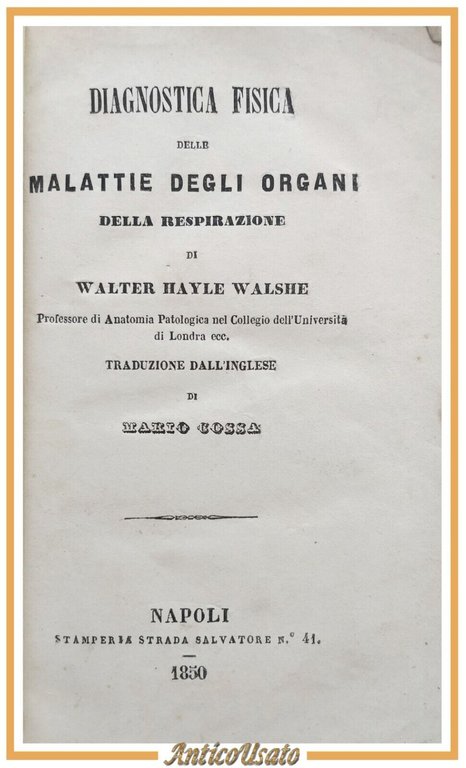 DIAGNOSTICA FISICA
DELLE
MALATTIE DEGLI ORGANI
DELLA RESPIRAZIONE
DI
WALTER HAYLE WALSHE
Professore di Anatomia Patologica nel Collegio dell'Università
di Londra ecc.
TRADUZIONE DALL'INGLESE
DI
MARIO COSSA
NAPOLI
STAMPERIA STRADA SALVATORE N.° 41.
1850
AnticoUsato